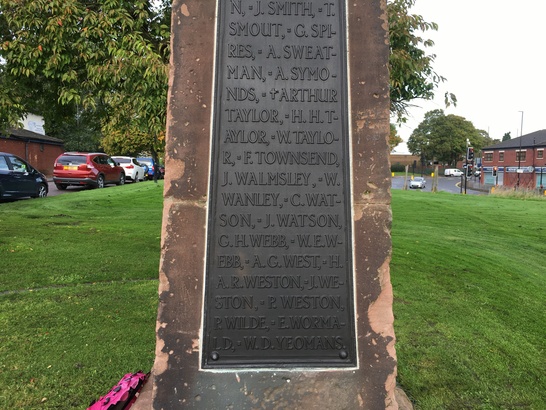 N, · J. SMITH, · T.
SMOUT, · G. SPI-
RES, · A. SWEAT-
MAN, · A. SYMO-
NDS, · †ARTHUR
TAYLOR, · H. H. T-
AYLOR, · W. TAYLO-
R, · F. TOWNSEND,
J. WALMSLEY, · W.
WANLEY, · C. WAT-
SON, · J. WATSON,
G. H. WEBB, · W. E. W-
EBB, · A. G. WEST, · H.
A. R. WESTON, · J. WE-
STON, · P. WESTON,
P. WILDE, · E. WORMA-
LD, · W. D. YEOMANS.